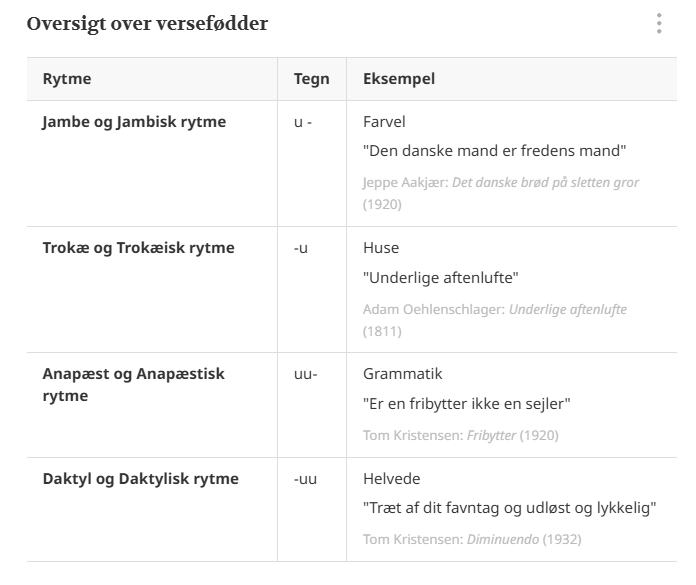 Oversigt over versefødder
Rytme Tegn Eksempel
Jambe og Jambisk rytme u - Farvel
"Den danske mand er fredens mand"
Jeppe Aakjær: Det danske brød på sletten gror
(1920)
Trokæ og Trokæisk rytme -u Huse
"Underlige aftenlufte"
Adam Oehlenschlager: Underlige aftenlufte
(1811)
Anapæst og Anapæstisk uu- Grammatik
rytme
"Er en fribytter ikke en sejler"
Tom Kristensen: Fribytter (1920)
Daktyl og Daktylisk rytme -uu Helvede
"Træt af dit favntag og udløst og lykkelig"
Tom Kristensen: Diminuendo (1932)